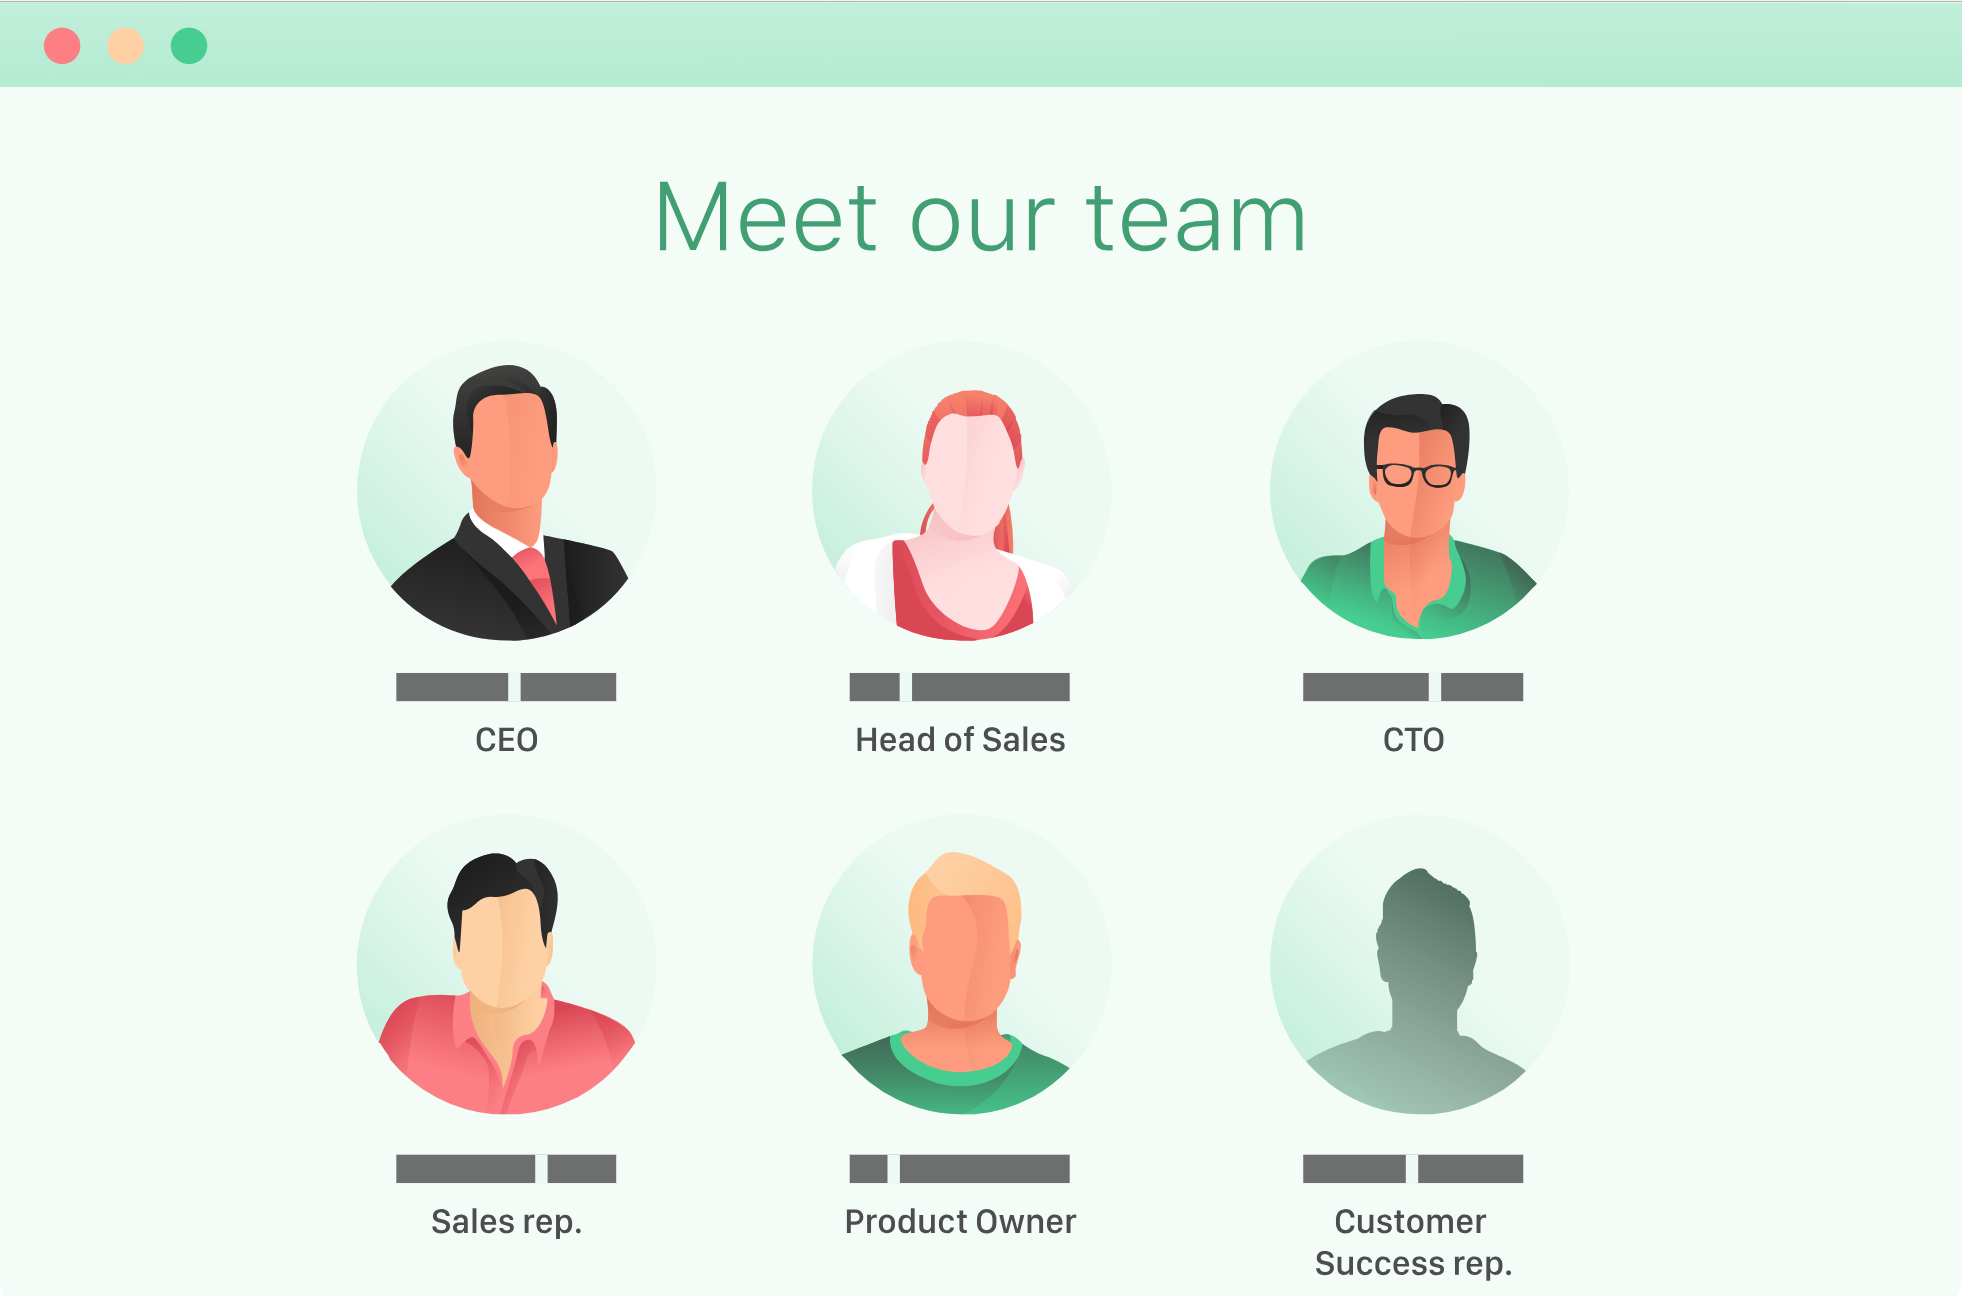 Meet our team
CEO
Head of Sales
CTO
Sales rep.
Product Owner
Customer
Success rep.